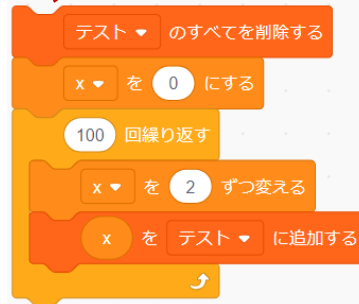 テスト のすべてを削除する
x を 0 にする
100 回繰り返す
x を 2 ずつ変える
x を テスト に追加する